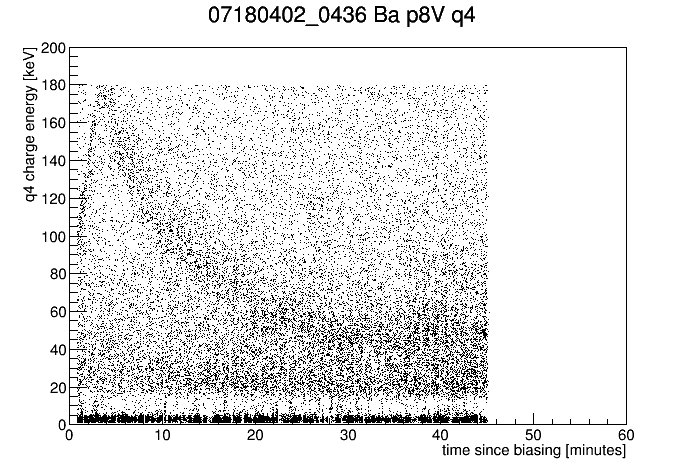 07180402_0436 Ba p8V q4
q4 charge energy [keV]
200
180
160
140
120
100
80
60
40
20
0
0 10 20 30 40 50 60
time since biasing [minutes]